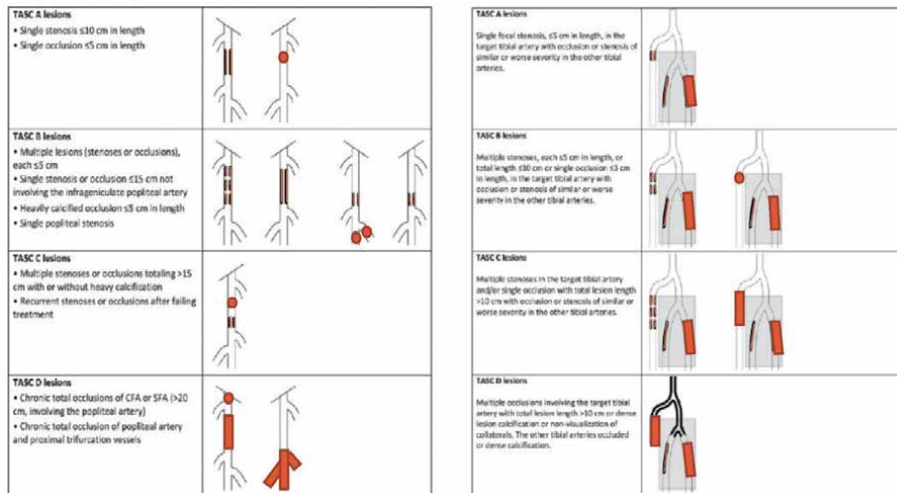 TASC A lesions
• Single stenosis ≤10 cm in length
• Single occlusion ≤5 cm in length
TASC B lesions
• Multiple lesions (stenoses or occlusions),
each ≤5 cm
• Single stenosis or occlusion ≤15 cm not
involving the infrageniculate popliteal artery
• Heavily calcified occlusion ≤5 cm in length
• Single popliteal stenosis
TASC C lesions
• Multiple stenoses or occlusions totaling >15
cm with or without heavy calcification
• Recurrent stenoses or occlusions after failing
treatment
TASC D lesions
• Chronic total occlusions of CFA or SFA (>20
cm, involving the popliteal artery)
• Chronic total occlusion of popliteal artery
and proximal trifurcation vessels
TASC A lesions
Single focal stenosis, ≤5 cm in length, in the
target tibial artery with occlusion or stenosis of
similar or worse severity in the other tibial
arteries.
TASC B lesions
Multiple stenoses, each ≤5 cm in length, or
total length ≤10 cm or single occlusion ≤3 cm
in length, in the target tibial artery with
occlusion or stenosis of similar or worse
severity in the other tibial arteries.
TASC C lesions
Multiple stenoses in the target tibial artery
and/or single occlusion with total lesion length
>10 cm with occlusion or stenosis of similar or
worse severity in the other tibial arteries.
TASC D lesions
Multiple occlusions involving the target tibial
artery with total lesion length >10 cm or dense
lesion calcification or non-visualization of
collaterals. The other tibial arteries occluded
or dense calcification.